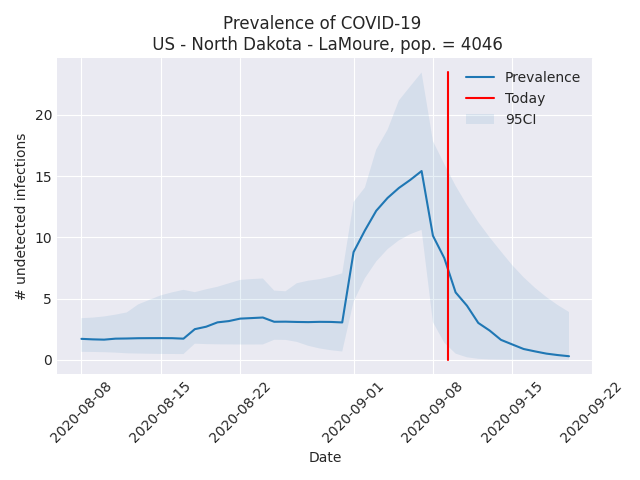 Prevalence of COVID-19
US - North Dakota - LaMoure, pop. = 4046
# undetected infections
20
15
10
5
0
Prevalence
Today
95CI
2020-08-08
2020-08-15
2020-08-22
2020-09-01
2020-09-08
2020-09-15
2020-09-22
Date